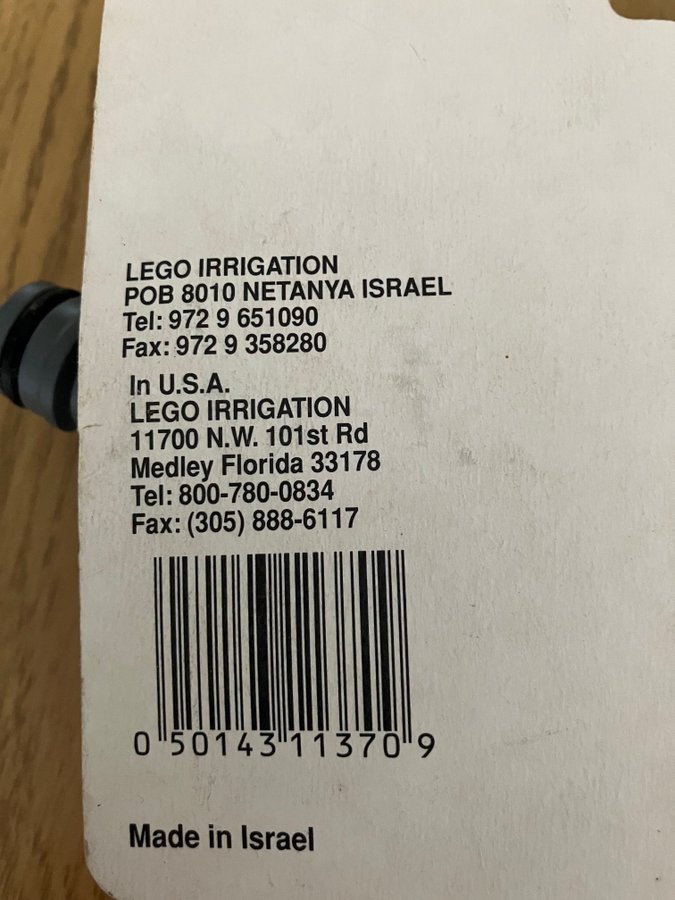 LEGO IRRIGATION
POB 8010 NETANYA ISRAEL
Tel: 972 9 651090
Fax: 972 9 358280
In U.S.A.
LEGO IRRIGATION
11700 N.W. 101st Rd
Medley Florida 33178
Tel: 800-780-0834
Fax: (305) 888-6117
0 50143 11370 9
Made in Israel